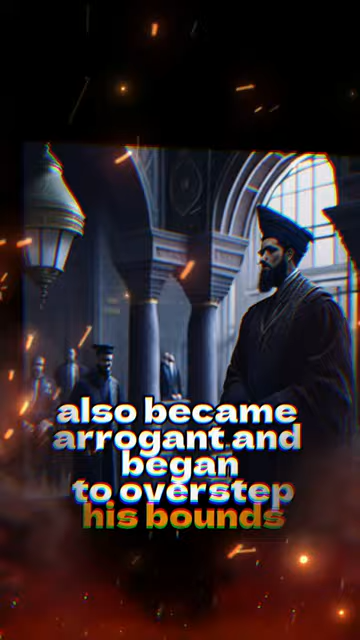 also became
arrogant and
began
to overstep
his bounds